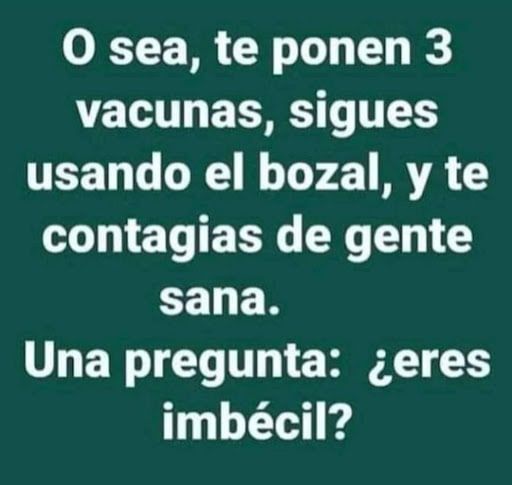 O sea, te ponen 3
vacunas, sigues
usando el bozal, y te
contagias de gente
sana.
Una pregunta: ¿eres
imbécil?